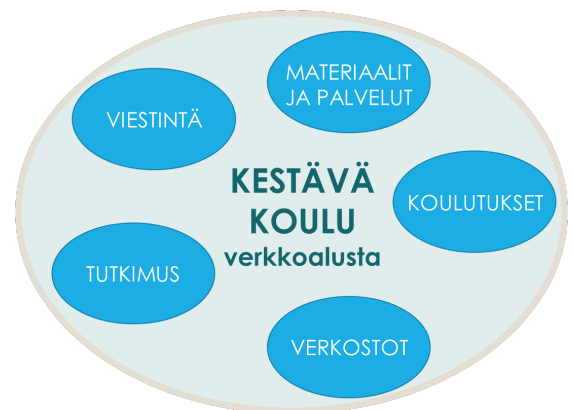 MATERIAALIT
JA PALVELUT
VIESTINTÄ
KESTÄVÄ
KOULU
verkkoalusta
KOULUTUKSET
TUTKIMUS
VERKOSTOT